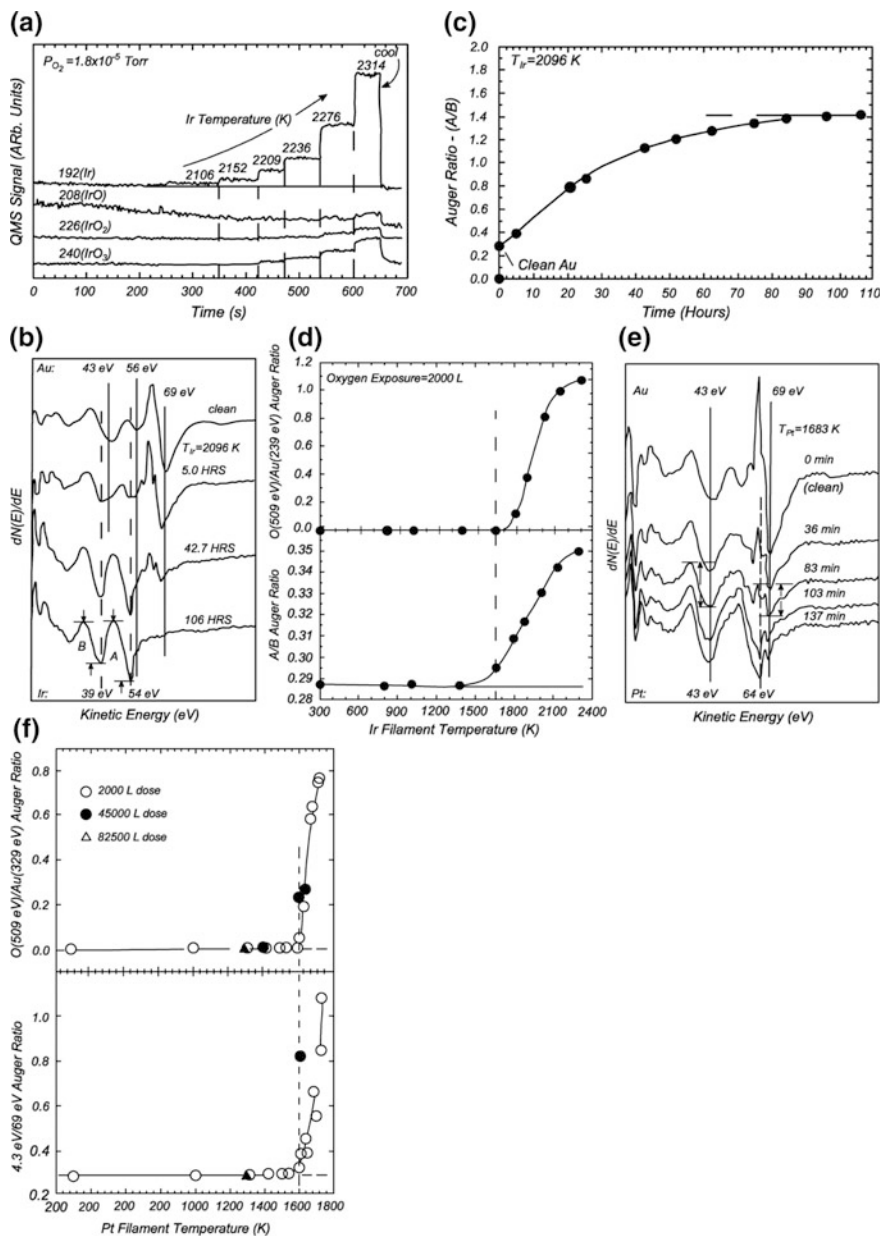 (a)
P_O2 =1.8x10^-5 Torr
cool
2314
Ir Temperature (K)
2276
2236
2209
2152
2106
192(Ir)
208(IrO)
226(IrO2)
240(IrO3)
QMS Signal (ARb. Units)
0 100 200 300 400 500 600 700
Time (s)
(c)
T_Ir=2096 K
2.0
1.8
1.6
1.4
1.2
1.0
0.8
0.6
0.4
0.2
0.0
Auger Ratio - (A/B)
Clean Au
0 10 20 30 40 50 60 70 80 90 100 110
Time (Hours)
(b)
Au: 43 eV 56 eV
69 eV
clean
T_Ir=2096 K
5.0 HRS
42.7 HRS
106 HRS
B A
Ir: 39 eV 54 eV
dN(E)/dE
Kinetic Energy (eV)
(d)
Oxygen Exposure=2000 L
1.2
1.0
0.8
0.6
0.4
0.2
0.0
O(509 eV)/Au(239 eV) Auger Ratio
0.35
0.34
0.33
0.32
0.31
0.30
0.29
0.28
A/B Auger Ratio
300 600 900 1200 1500 1800 2100 2400
Ir Filament Temperature (K)
(e)
Au
43 eV 69 eV
T_Pt=1683 K
0 min
(clean)
36 min
83 min
103 min
137 min
Pt: 43 eV 64 eV
dN(E)/dE
Kinetic Energy (eV)
(f)
0.8
0.6
0.4
0.2
0.0
O(509 eV)/Au(329 eV) Auger Ratio
2000 L dose
45000 L dose
82500 L dose
1.0
0.8
0.6
0.4
0.2
4.3 eV/69 eV Auger Ratio
200 200 200 200 1000 1200 1400 1600 1800
Pt Filament Temperature (K)